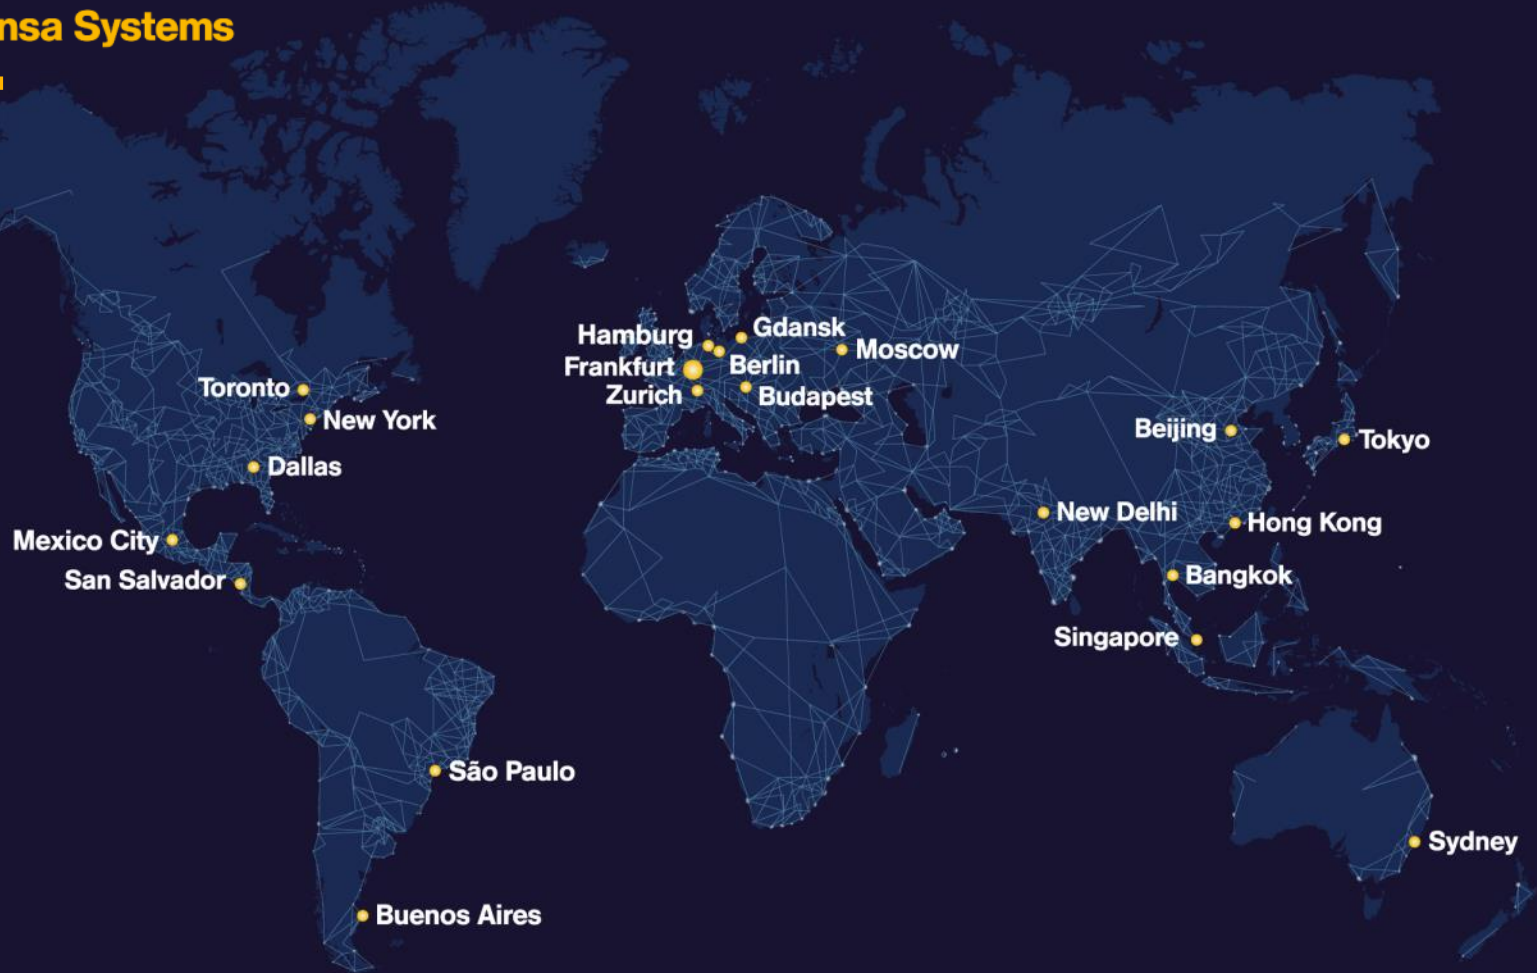 nsa Systems
Hamburg
Gdansk
Moscow
Frankfurt
Berlin
Zurich
Budapest
Toronto
New York
Dallas
Mexico City
San Salvador
Beijing
Tokyo
New Delhi
Hong Kong
Bangkok
Singapore
São Paulo
Sydney
Buenos Aires